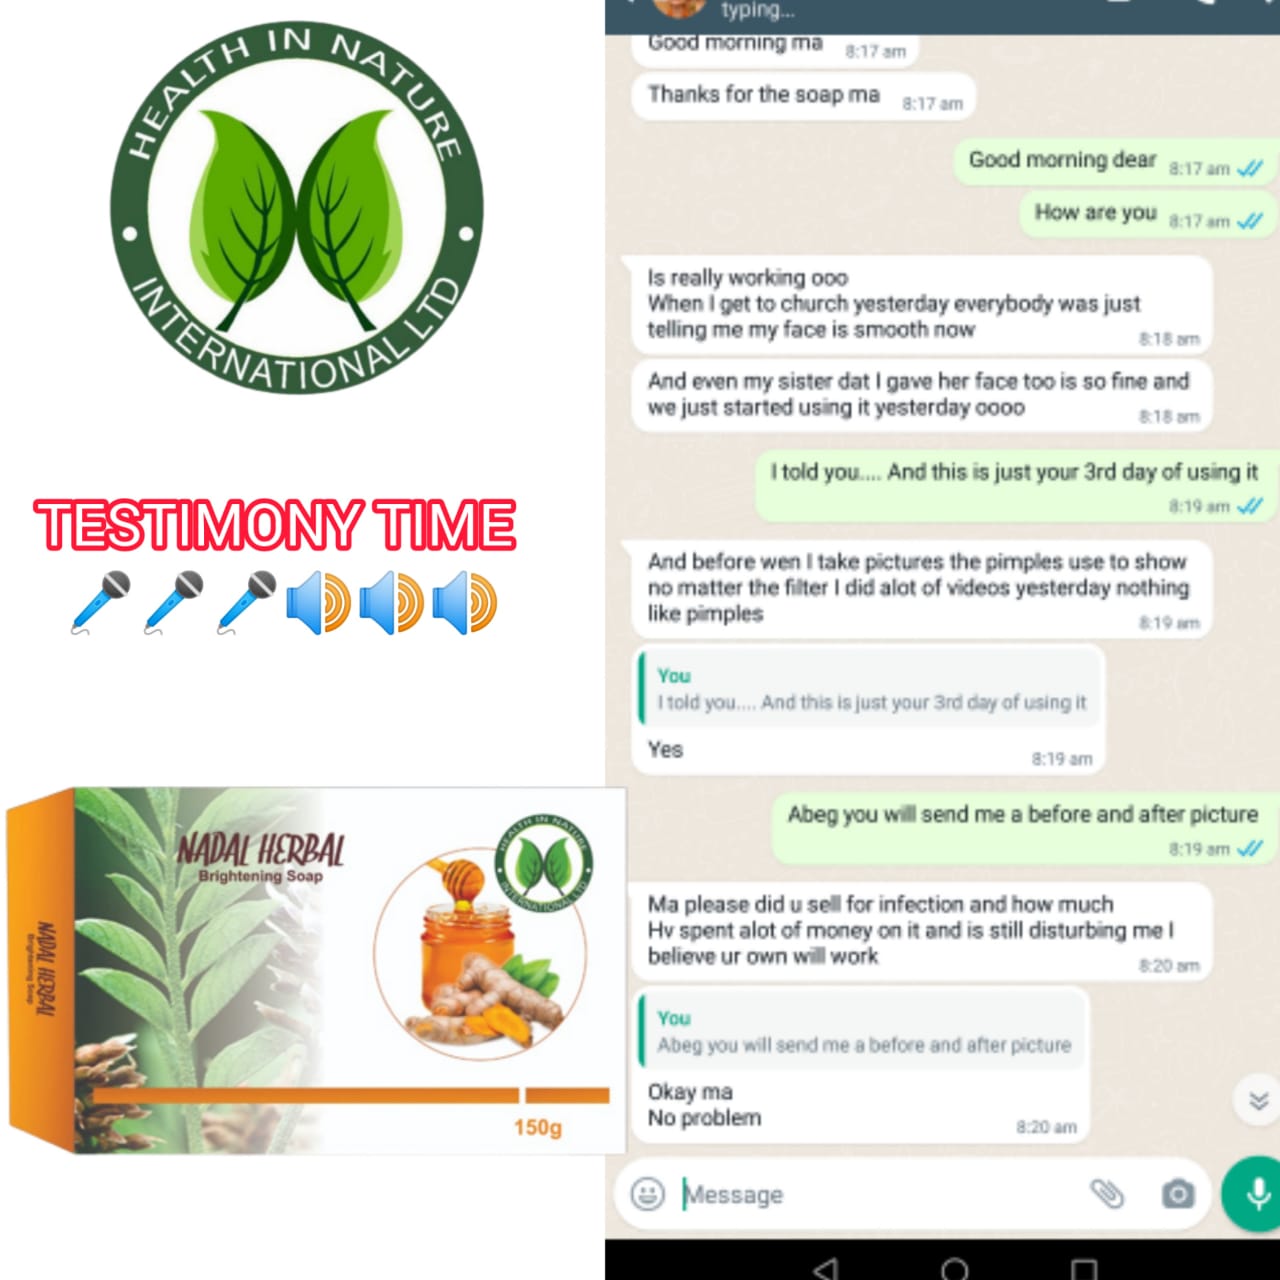 HEALTH IN NATURE
INTERNATIONAL LTD
TESTIMONY TIME
NADAL HERBAL
Brightening Soap
HEALTH IN NATURE
INTERNATIONAL LTD
NADAL HERBAL
Brightening Soap
150g
typing...
Good morning ma 8:17 am
Thanks for the soap ma 8:17 am
Good morning dear 8:17 am
How are you 8:17 am
Is really working ooo
When I get to church yesterday everybody was just
telling me my face is smooth now
8:18 am
And even my sister dat I gave her face too is so fine and
we just started using it yesterday oooo
8:18 am
I told you.... And this is just your 3rd day of using it
8:19 am
And before wen I take pictures the pimples use to show
no matter the filter I did alot of videos yesterday nothing
like pimples
8:19 am
You
I told you.... And this is just your 3rd day of using it
Yes
8:19 am
Abeg you will send me a before and after picture
8:19 am
Ma please did u sell for infection and how much
Hv spent alot of money on it and is still disturbing me I
believe ur own will work
8:20 am
You
Abeg you will send me a before and after picture
Okay ma
No problem
8:20 am
Message